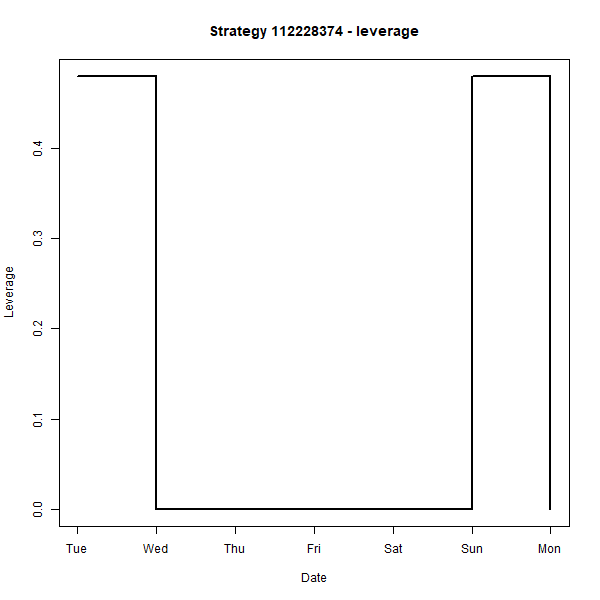 Strategy 112228374 - leverage
Leverage
0.4
0.3
0.2
0.1
0.0
Tue Wed Thu Fri Sat Sun Mon
Date